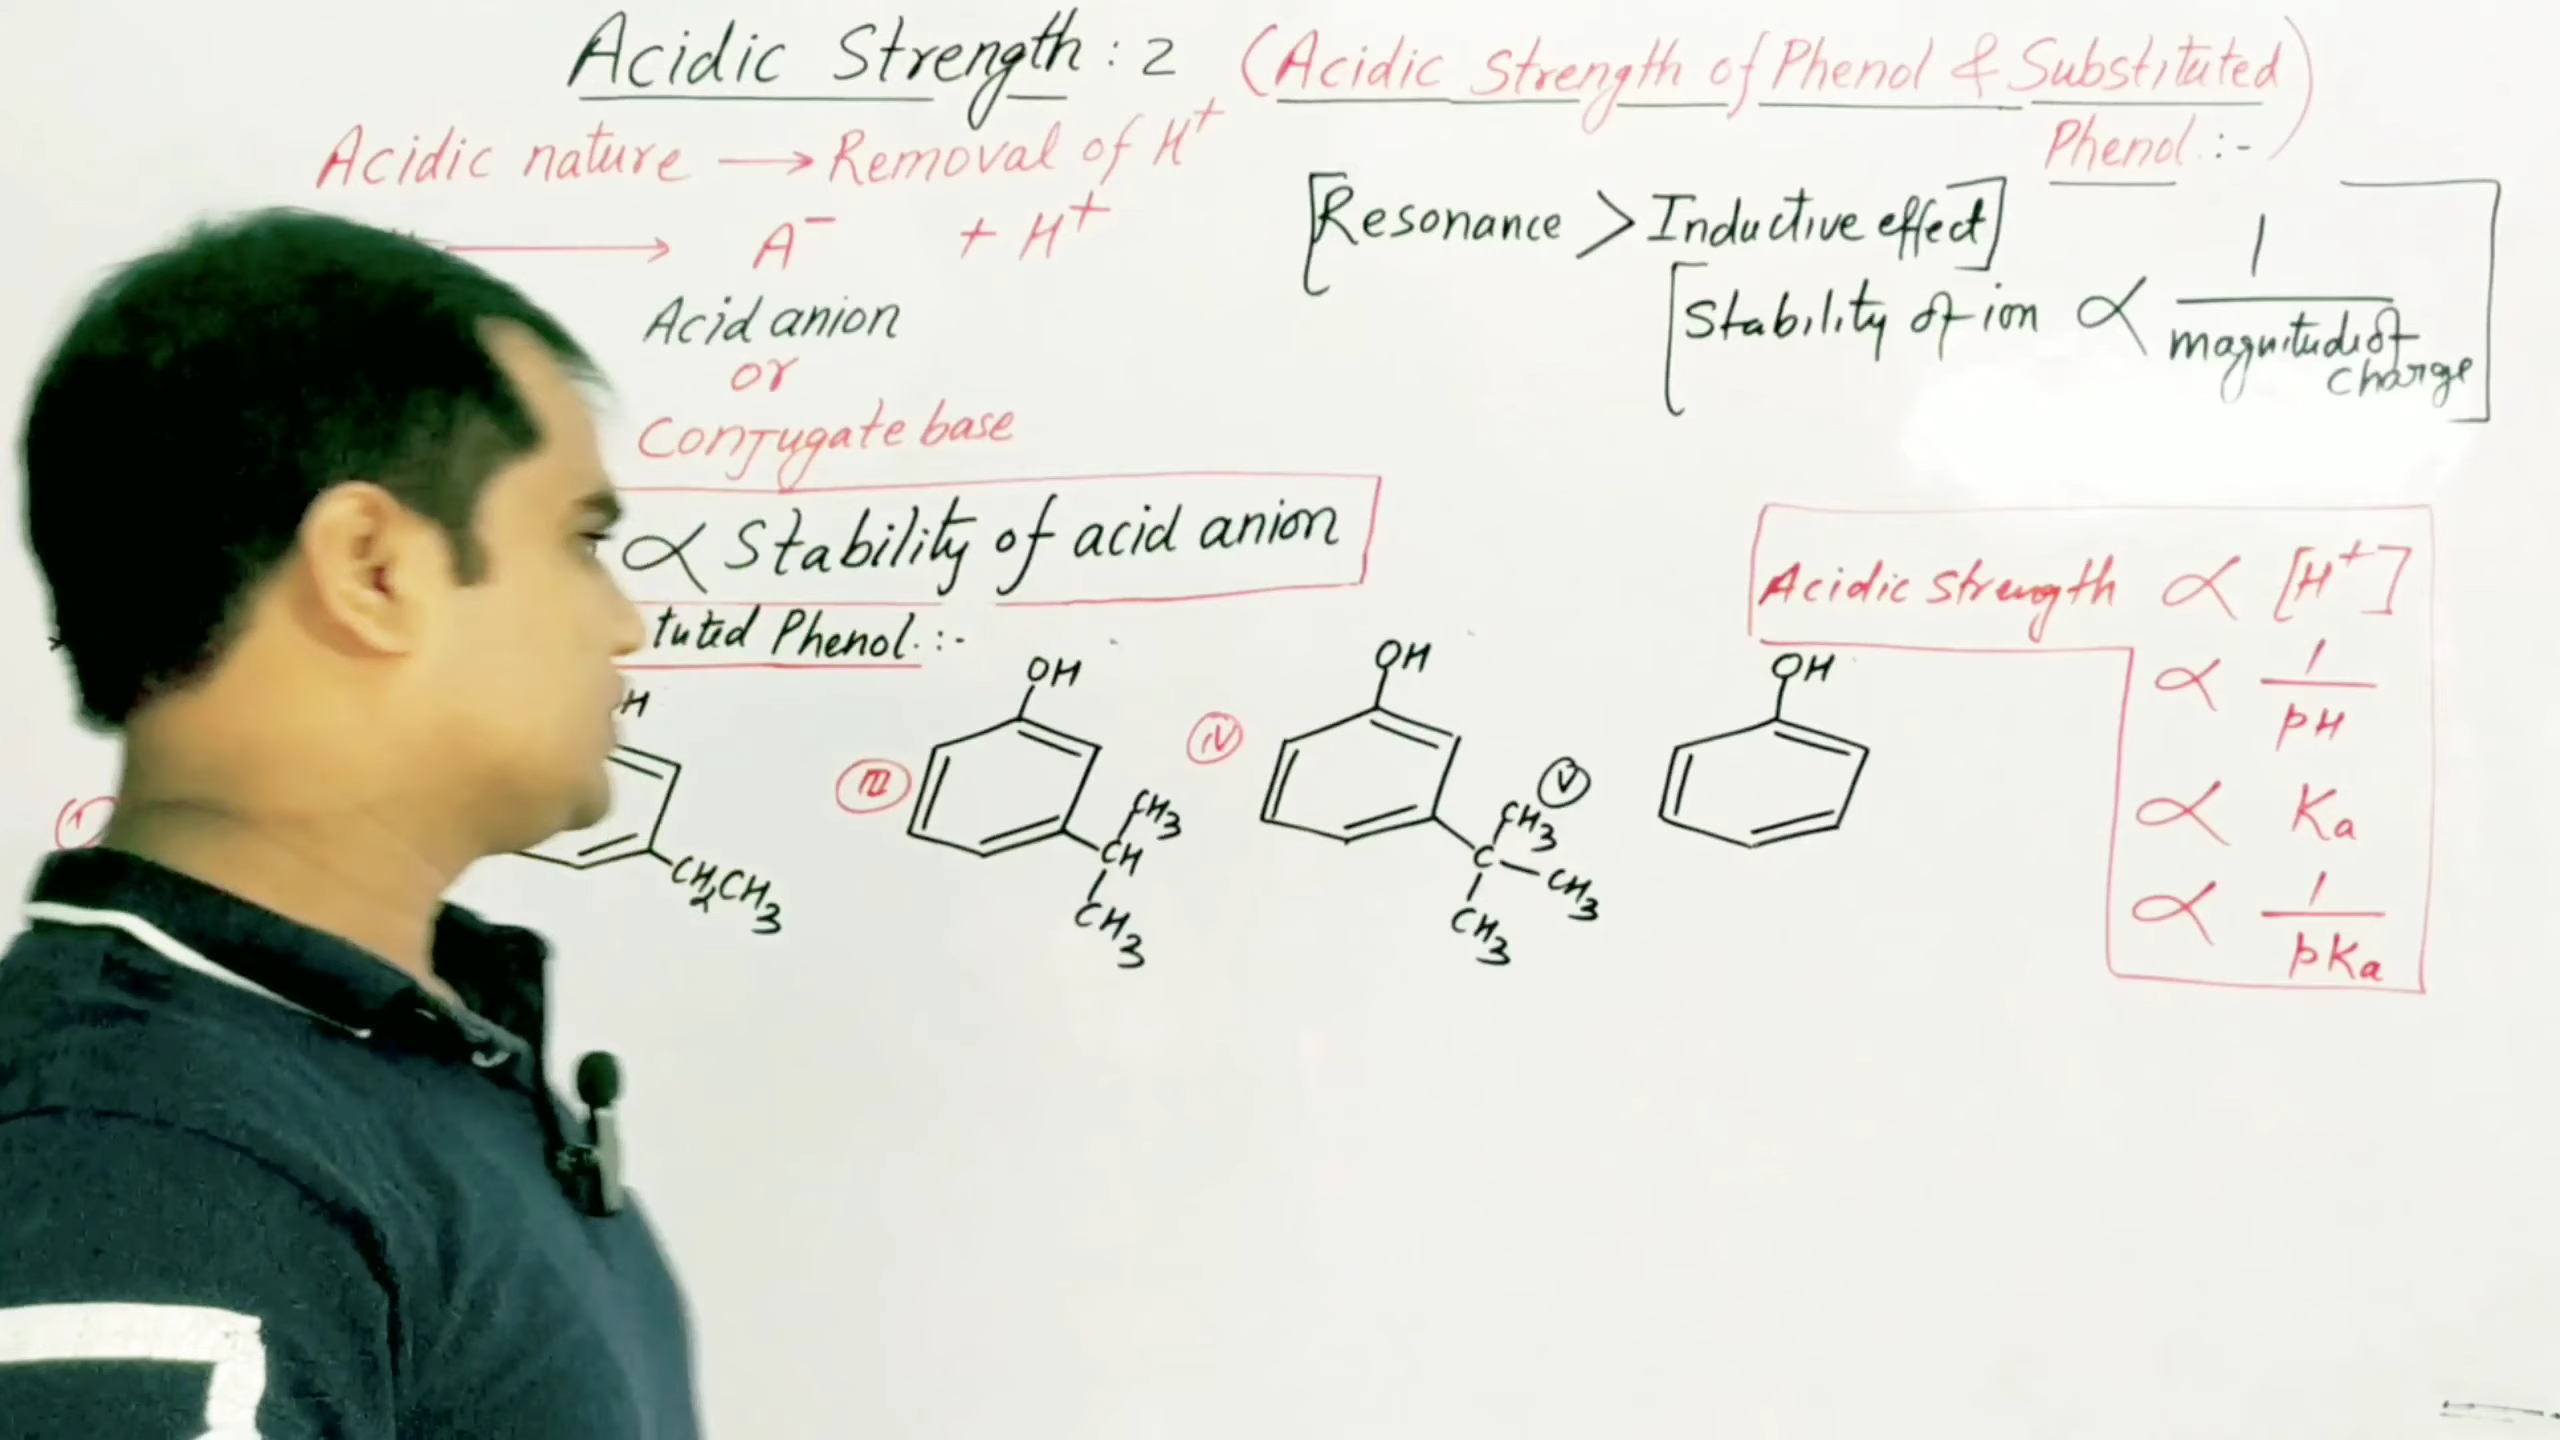 Acidic Strength : 2 (Acidic Strength of Phenol & Substituted
Phenol :-)
Acidic nature → Removal of H⁺
→ A⁻ + H⁺
Acid anion
or
Conjugate base
[Resonance > Inductive effect]
[Stability of ion ∝ 1
magnitude of
charge]
∝ Stability of acid anion
tuted Phenol :-
Acidic Strength ∝ [H⁺]
∝ 1/pH
∝ Ka
∝ 1/pKa
H
CH₂CH₃
III
OH
CH₃
CH
CH₃
IV
OH
CH₃
C—CH₃
CH₃
V
OH